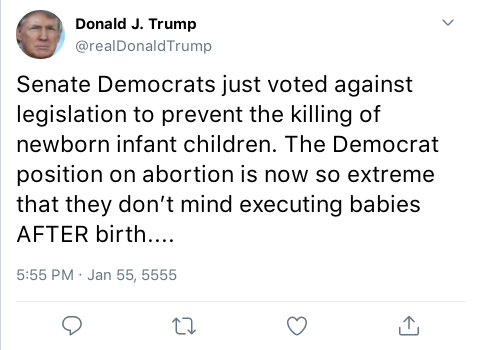 Donald J. Trump
@realDonaldTrump
Senate Democrats just voted against
legislation to prevent the killing of
newborn infant children. The Democrat
position on abortion is now so extreme
that they don’t mind executing babies
AFTER birth....
5:55 PM · Jan 55, 5555